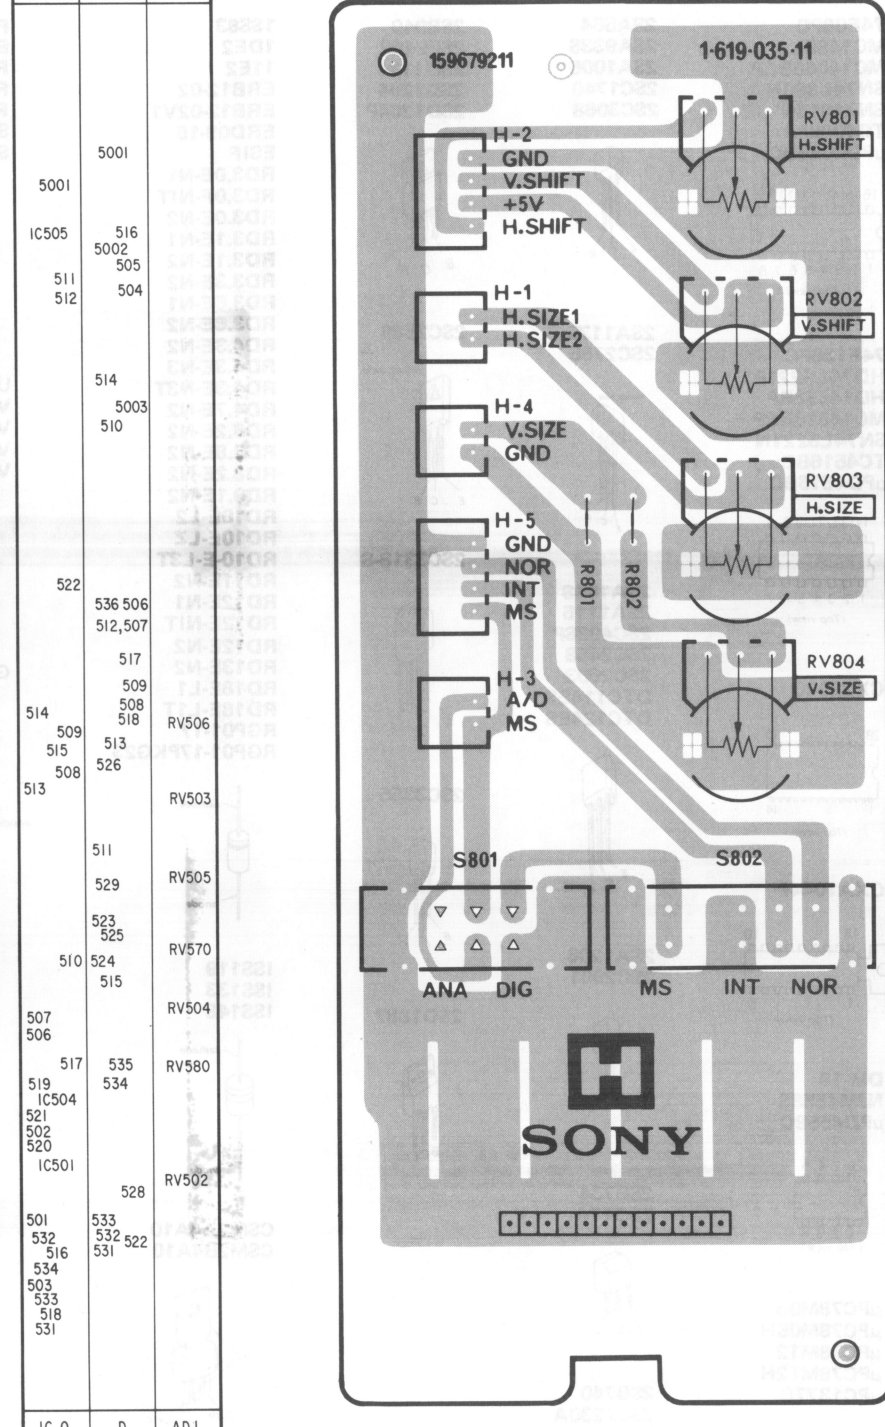 5001
5001
IC505
516
5002
505
511
504
512
514
5003
510
522
536 506
512,507
517
509
508
514
518
RV506
509
513
515
526
508
513
RV503
511
529
RV505
523
525
510
524
RV570
515
507
RV504
506
517
535
RV580
519
534
IC504
521
502
520
IC501
528
RV502
501
533
532
532
522
516
531
534
503
533
518
531
159679211
1-619-035-11
RV801
H.SHIFT
H-2
GND
V.SHIFT
+5V
H.SHIFT
H-1
H.SIZE1
H.SIZE2
RV802
V.SHIFT
H-4
V.SIZE
GND
RV803
H.SIZE
H-5
GND
NOR
INT
MS
R801
R802
H-3
A/D
MS
RV804
V.SIZE
S801
S802
ANA
DIG
MS
INT
NOR
H
SONY